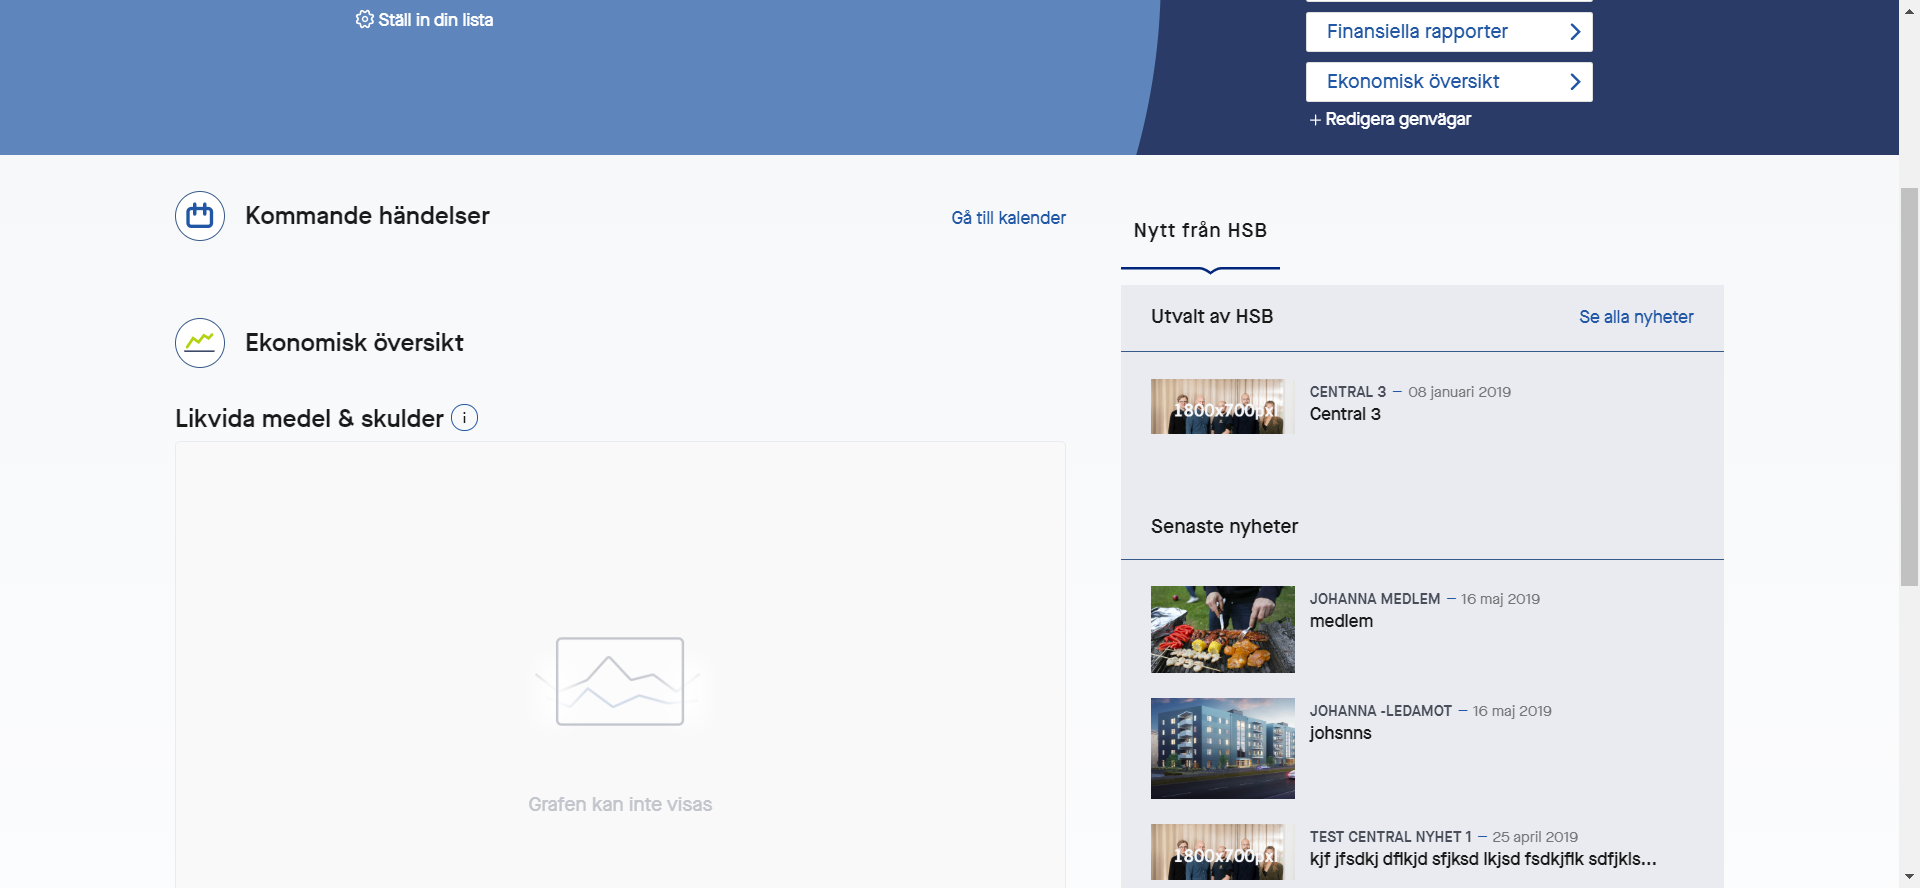 Ställ in din lista
Finansiella rapporter
Ekonomisk översikt
+ Redigera genvägar
Kommande händelser
Gå till kalender
Ekonomisk översikt
Likvida medel & skulder i
Grafen kan inte visas
Nytt från HSB
Utvalt av HSB
Se alla nyheter
1800x700pxl
CENTRAL 3 – 08 januari 2019
Central 3
Senaste nyheter
JOHANNA MEDLEM – 16 maj 2019
medlem
JOHANNA -LEDAMOT – 16 maj 2019
johsnns
1800x700pxl
TEST CENTRAL NYHET 1 – 25 april 2019
kjf jfsdkj dflkjd sfjksd lkjsd fsdkjflk sdfjkls...